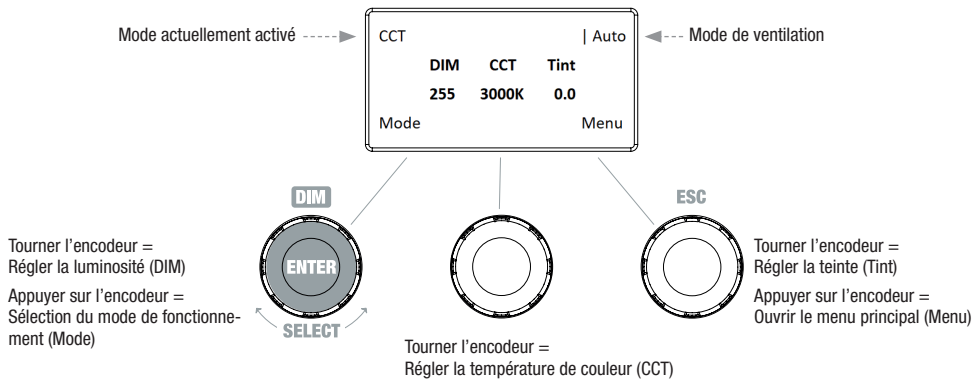 Mode actuellement activé
CCT | Auto
Mode de ventilation
DIM CCT Tint
255 3000K 0.0
Mode Menu
DIM
ENTER
SELECT
ESC
Tourner l'encodeur =
Régler la luminosité (DIM)
Appuyer sur l'encodeur =
Sélection du mode de fonctionne-
ment (Mode)
Tourner l'encodeur =
Régler la température de couleur (CCT)
Tourner l'encodeur =
Régler la teinte (Tint)
Appuyer sur l'encodeur =
Ouvrir le menu principal (Menu)